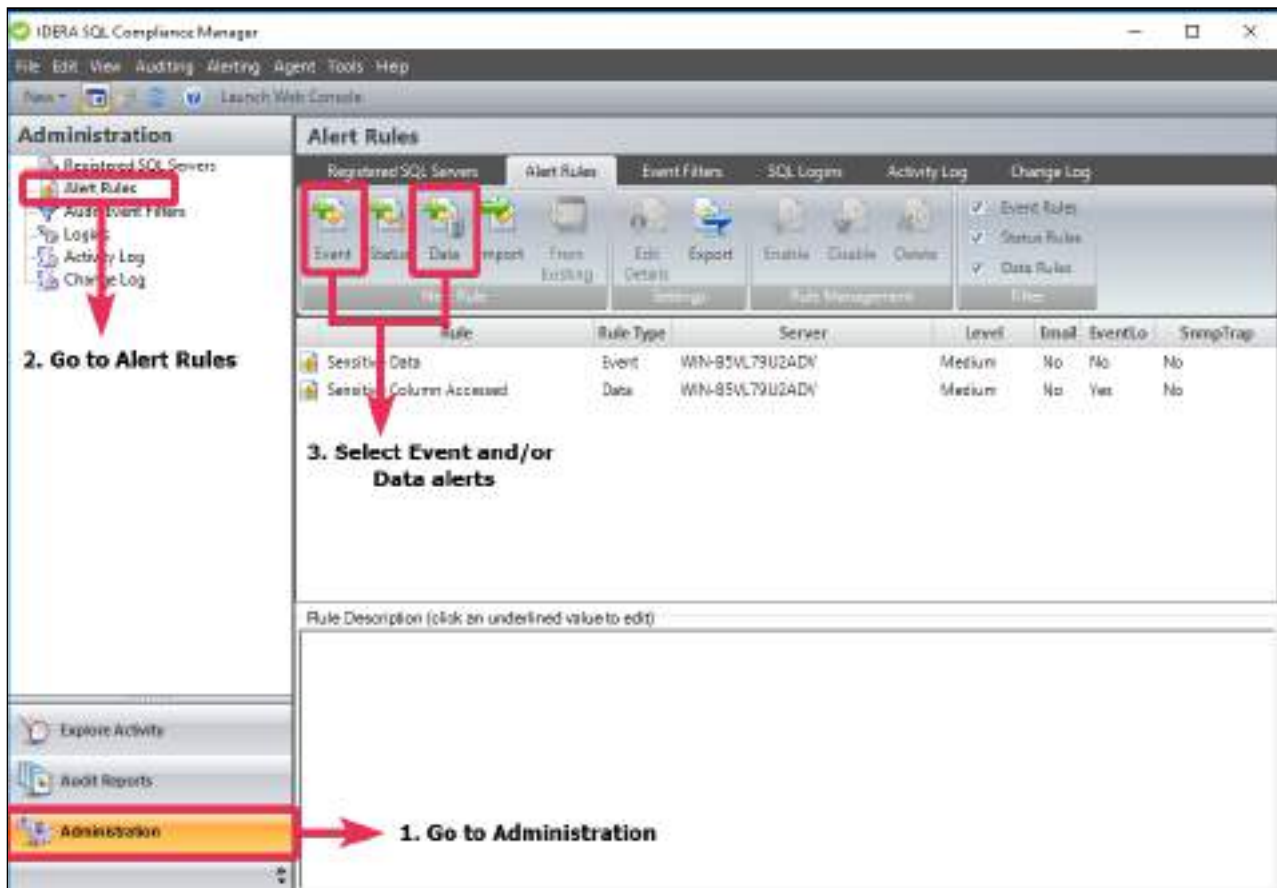 IDERA SQL Compliance Manager
File Edit View Auditing Alerting Agent Tools Help
New Launch Web Console
Administration
Registered SQL Servers
Alert Rules
Audit Event Filters
Logins
Activity Log
Change Log
2. Go to Alert Rules
Alert Rules
Registered SQL Servers Alert Rules Event Filters SQL Logins Activity Log Change Log
Event Status Data Import From Existing Edit Details Export Enable Disable Delete
Event Rules
Status Rules
Data Rules
New Rule Settings Rule Management Filter
Rule Rule Type Server Level Email EventLo SnmpTrap
Sensitive Data Event WIN-85VL79U2ADV Medium No No No
Sensitive Column Accessed Data WIN-85VL79U2ADV Medium No Yes No
3. Select Event and/or
Data alerts
Rule Description (click an underlined value to edit)
Explore Activity
Audit Reports
Administration
1. Go to Administration